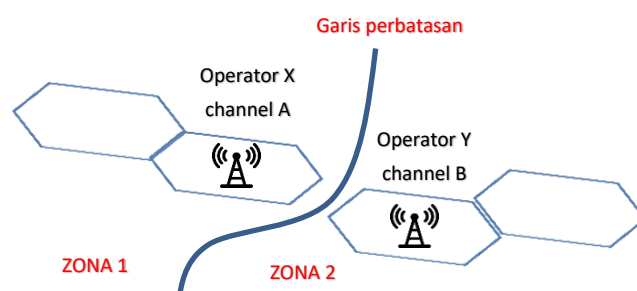 Garis perbatasan
Operator X
channel A
Operator Y
channel B
ZONA 1
ZONA 2